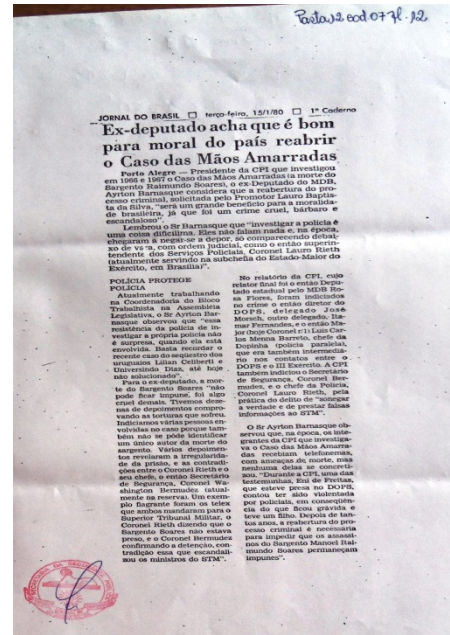 Pasta 12 cod. 07 fl. 12
JORNAL DO BRASIL □ terça-feira, 15/1/80 □ 1º Caderno
Ex-deputado acha que é bom
para moral do país reabrir
o Caso das Mãos Amarradas
Porto Alegre — Presidente da CPI que investigou
em 1966 e 1967 o Caso das Mãos Amarradas (a morte do
Sargento Raimundo Soares), o ex-Deputado do MDB,
Ayrton Barnasque considera que a reabertura do pro-
cesso criminal, solicitada pelo Promotor Lauro Baptis-
ta da Silva, "será um grande benefício para a moralida-
de brasileira, já que foi um crime cruel, bárbaro e
escandaloso".
Lembrou o Sr Barnasque que "investigar a polícia é
uma coisa dificílima. Eles não falam nada e, na época,
chegaram a negar-se a depor, só comparecendo debai-
xo de vara, com ordem judicial, como o então superin-
tendente dos Serviços Policiais, Coronel Lauro Rieth
(atualmente servindo na subchefia do Estado-Maior do
Exército, em Brasília)".
POLÍCIA PROTEGE
POLÍCIA
Atualmente trabalhando
na Coordenadoria do Bloco
Trabalhista na Assembléia
Legislativa, o Sr Ayrton Bar-
nasque observou que "essa
resistência da polícia de in-
vestigar a própria polícia não
é surpresa, quando ela está
envolvida. Basta recordar o
recente caso do sequestro dos
uruguaios Lilian Celiberti e
Universindo Dias, até hoje
não solucionado".
Para o ex-deputado, a mor-
te do Sargento Soares "não
pode ficar impune, foi algo
cruel demais. Tivemos deze-
nas de depoimentos compro-
vando as torturas que sofreu.
Indiciamos várias pessoas en-
volvidas no caso porque tam-
bém não se pôde identificar
um único autor da morte do
sargento. Vários depoimen-
tos revelaram a irregularida-
de da prisão, e as contradi-
ções entre o Coronel Rieth e o
seu chefe, o então Secretário
de Segurança, Coronel Wa-
shington Bermudez (atual-
mente na reserva). Um exem-
plo flagrante foram os telex
que ambos mandaram para o
Superior Tribunal Militar, o
Coronel Rieth dizendo que o
Sargento Soares não estava
preso, e o Coronel Bermudez
confirmando a detenção, con-
tradição essa que escandali-
zou os ministros do STM".
No relatório da CPI, cujo
relator final foi o então Depu-
tado estadual pelo MDB Ro-
sa Flores, foram indiciados
no crime o então diretor do
DOPS, delegado José
Morsch, outro delegado, Ita-
mar Fernandes, e o então Ma-
jor (hoje Coronel r/1) Luís Car-
los Menna Barreto, chefe da
Dopinha (polícia paralela),
que era também intermediá-
rio nos contatos entre o
DOPS e o III Exército. A CPI
também indiciou o Secretário
de Segurança, Coronel Ber-
mudez, e o chefe da Polícia,
Coronel Lauro Rieth, pela
prática do delito de "sonegar
a verdade e de prestar falsas
informações ao STM".
O Sr Ayrton Barnasque ob-
servou que, na época, os inte-
grantes da CPI que investiga-
va o Caso das Mãos Amarra-
das recebiam telefonemas,
com ameaças de morte, mas
nenhuma delas se concreti-
zou. "Durante a CPI, uma das
testemunhas, Eni de Freitas,
que esteve presa no DOPS,
contou ter sido violentada
por policiais, em conseqüên-
cia do que ficou grávida e
teve um filho. Depois de tan-
tos anos, a reabertura do pro-
cesso criminal é necessária
para impedir que os assassi-
nos do Sargento Manoel Rai-
mundo Soares permaneçam
impunes".